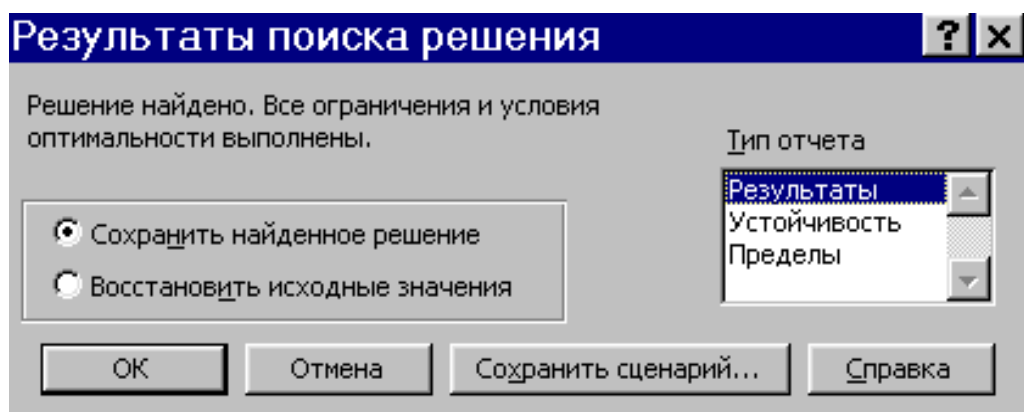 Результаты поиска решения
Решение найдено. Все ограничения и условия
оптимальности выполнены.
Тип отчета
Результаты
Устойчивость
Пределы
Сохранить найденное решение
Восстановить исходные значения
ОК
Отмена
Сохранить сценарий...
Справка